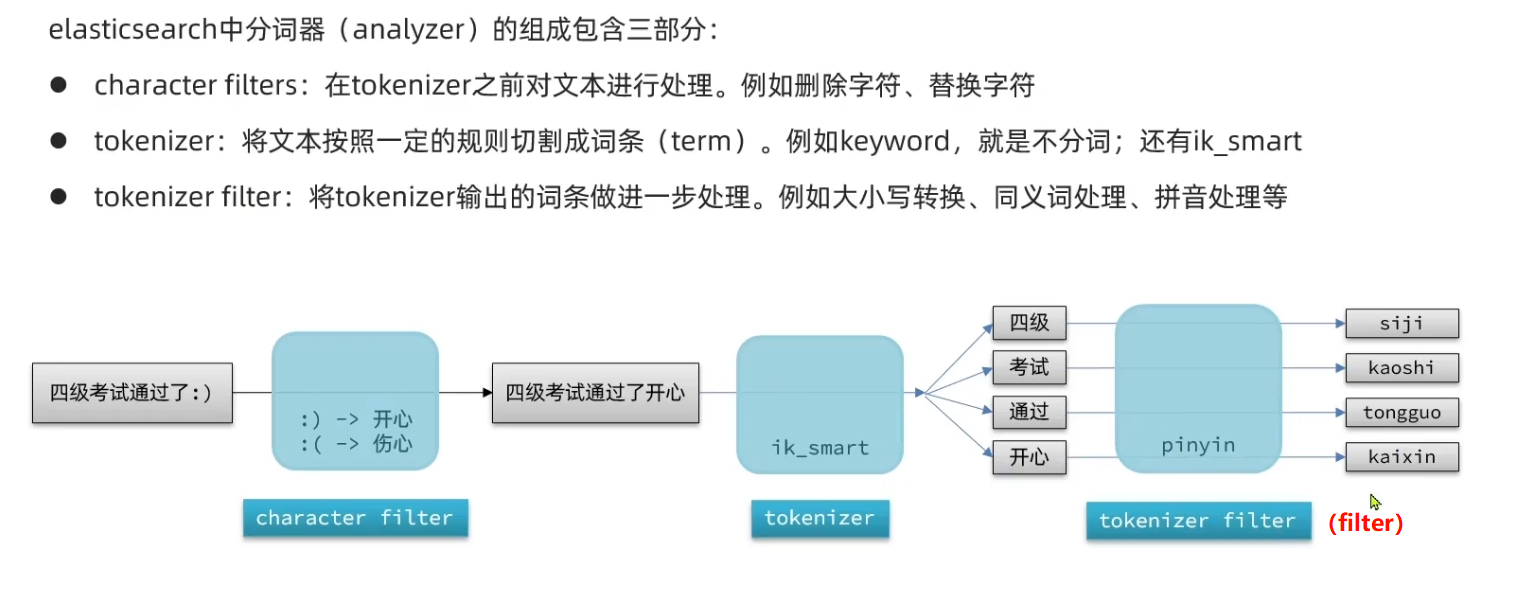 elasticsearch中分词器（analyzer）的组成包含三部分：
● character filters：在tokenizer之前对文本进行处理。例如删除字符、替换字符
● tokenizer：将文本按照一定的规则切割成词条（term）。例如keyword，就是不分词；还有ik_smart
● tokenizer filter：将tokenizer输出的词条做进一步处理。例如大小写转换、同义词处理、拼音处理等
四级考试通过了:)
:) -> 开心
:( -> 伤心
character filter
四级考试通过了开心
ik_smart
tokenizer
四级
考试
通过
开心
pinyin
tokenizer filter
(filter)
siji
kaoshi
tongguo
kaixin